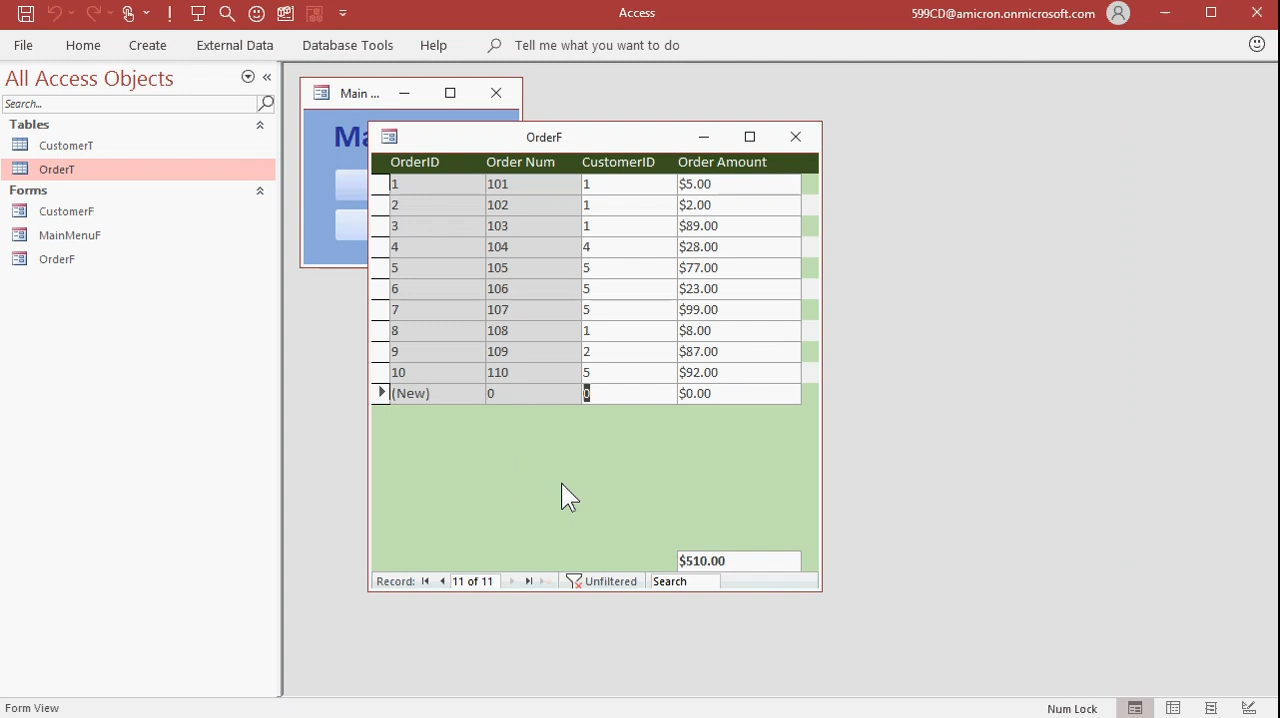 Access
599CD@amicron.onmicrosoft.com
File Home Create External Data Database Tools Help Tell me what you want to do
All Access Objects
Search...
Tables
CustomerT
OrderT
Forms
CustomerF
MainMenuF
OrderF
Main ...
Ma
OrderF
OrderID Order Num CustomerID Order Amount
1 101 1 $5.00
2 102 1 $2.00
3 103 1 $89.00
4 104 4 $28.00
5 105 5 $77.00
6 106 5 $23.00
7 107 5 $99.00
8 108 1 $8.00
9 109 2 $87.00
10 110 5 $92.00
(New) 0 0 $0.00
$510.00
Record: 11 of 11 Unfiltered Search
Form View Num Lock